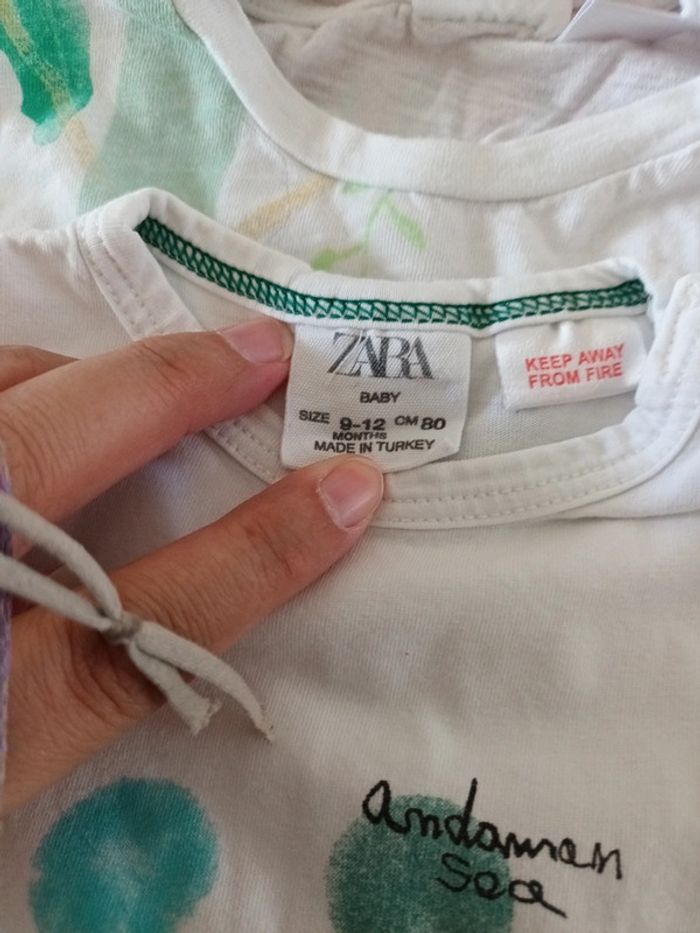 ZARA
BABY
SIZE 9-12 CM 80
MONTHS
MADE IN TURKEY
KEEP AWAY
FROM FIRE
andaman
sea